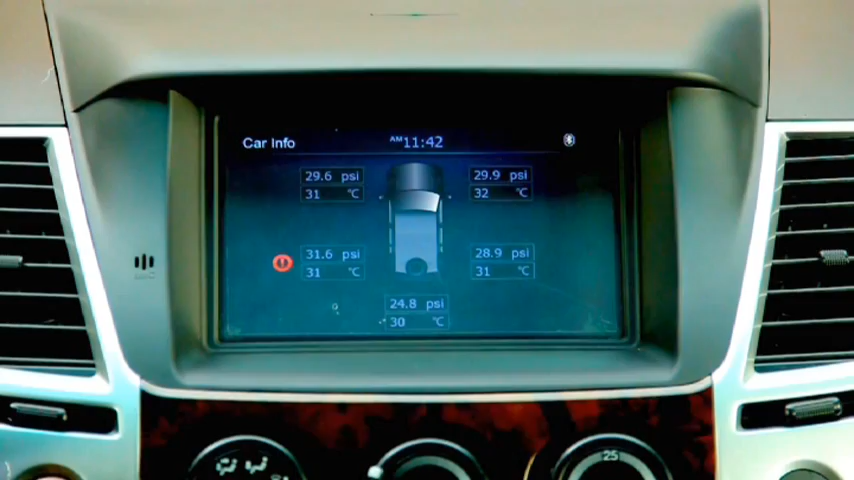 Car Info
AM 11:42
29.6 psi
31 ℃
29.9 psi
32 ℃
31.6 psi
31 ℃
28.9 psi
31 ℃
24.8 psi
30 ℃
25